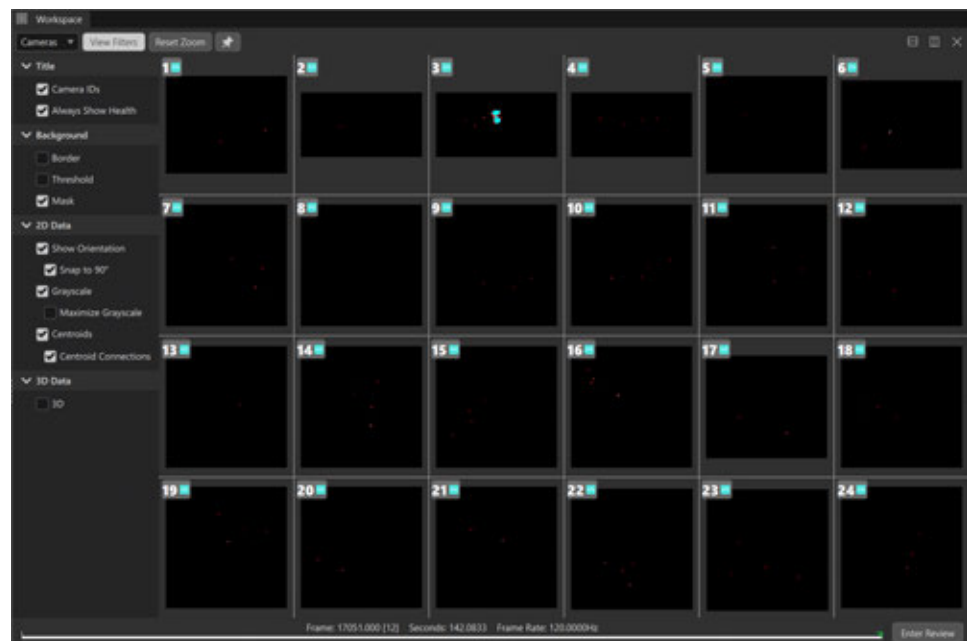 Workspace
Cameras View Filters Reset Zoom
Title
Camera IDs
Always Show Health
Background
Border
Threshold
Mask
2D Data
Show Orientation
Snap to 90°
Grayscale
Maximize Grayscale
Centroids
Centroid Connections
3D Data
3D
1 2 3 4 5 6
7 8 9 10 11 12
13 14 15 16 17 18
19 20 21 22 23 24
Frame: 17051.000 [12] Seconds: 142.0833 Frame Rate: 120.0000Hz
Enter Review